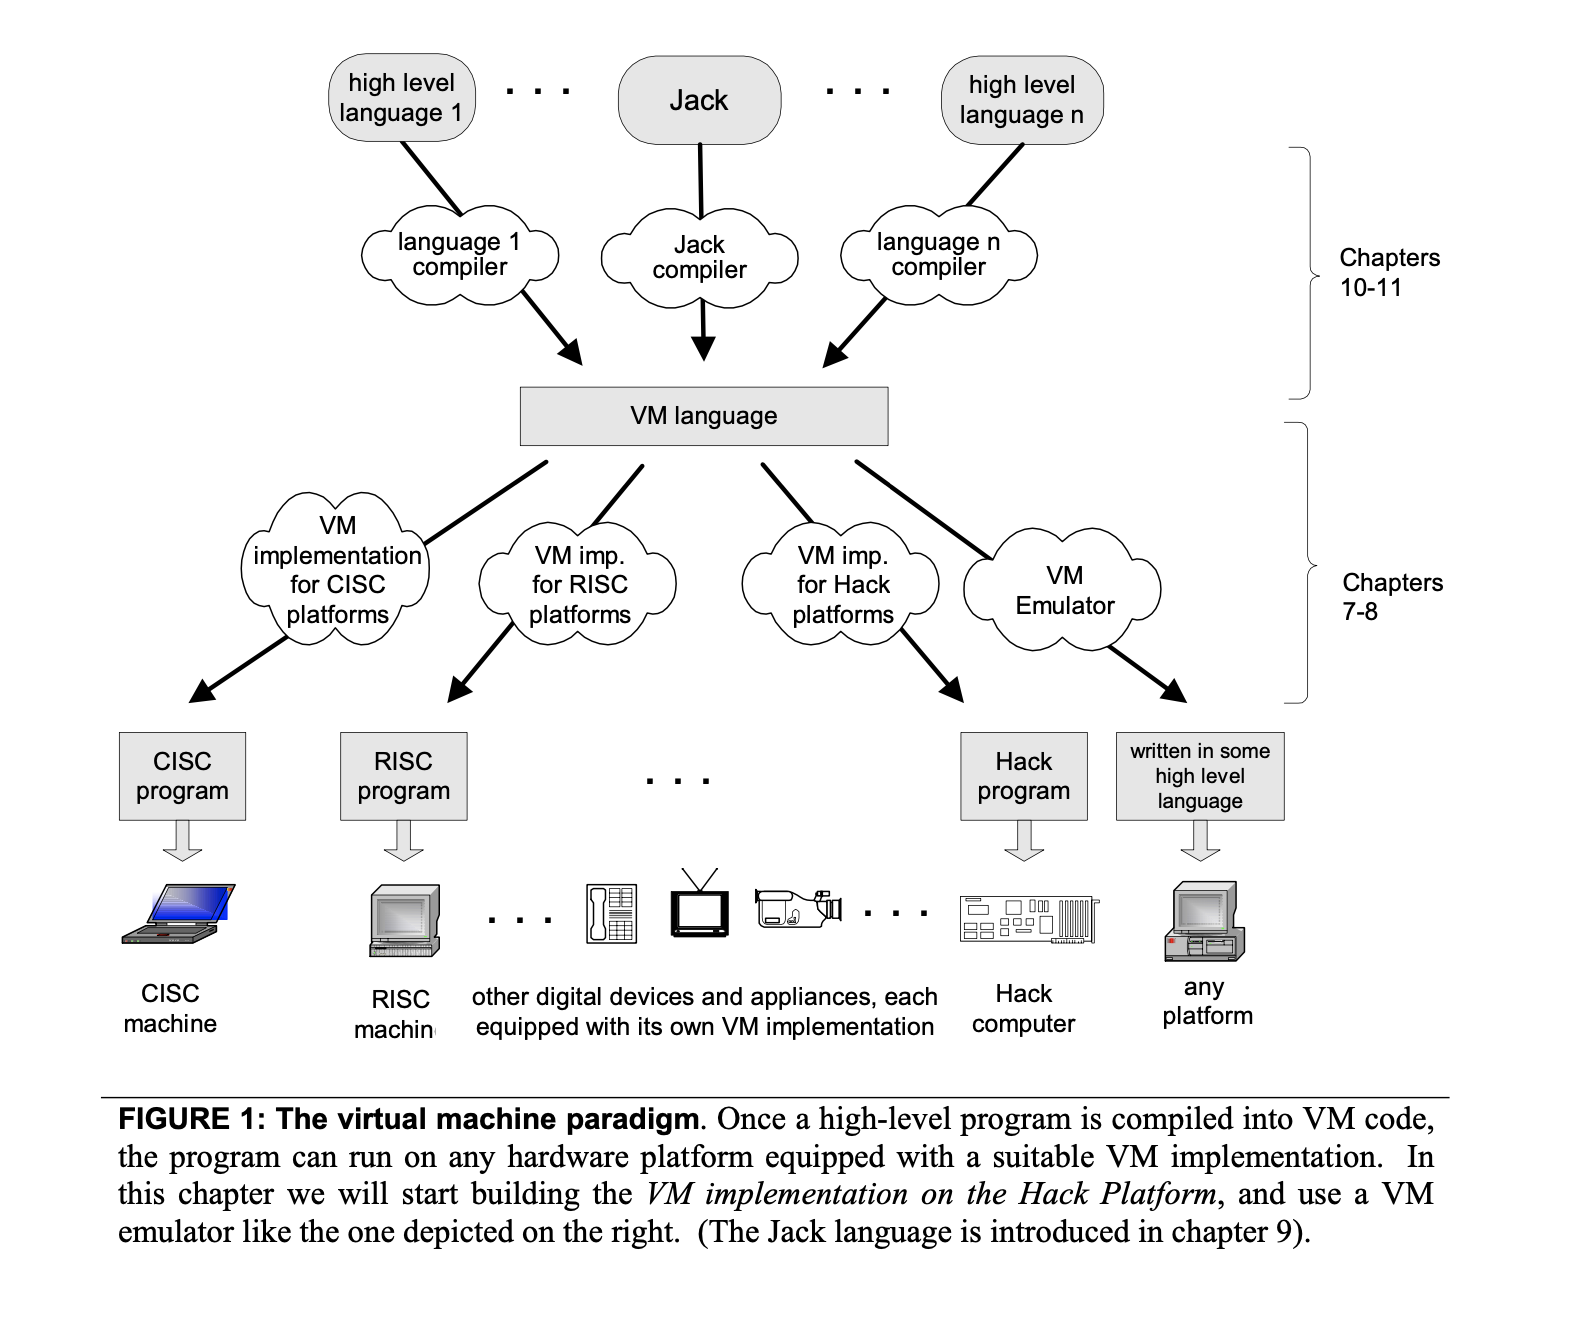 high level
language 1
. . .
Jack
. . .
high level
language n
language 1
compiler
Jack
compiler
language n
compiler
Chapters
10-11
VM language
VM
implementation
for CISC
platforms
VM imp.
for RISC
platforms
VM imp.
for Hack
platforms
VM
Emulator
Chapters
7-8
CISC
program
RISC
program
. . .
Hack
program
written in some
high level
language
. . .
. . .
CISC
machine
RISC
machin
other digital devices and appliances, each
equipped with its own VM implementation
Hack
computer
any
platform
FIGURE 1: The virtual machine paradigm. Once a high-level program is compiled into VM code,
the program can run on any hardware platform equipped with a suitable VM implementation. In
this chapter we will start building the VM implementation on the Hack Platform, and use a VM
emulator like the one depicted on the right. (The Jack language is introduced in chapter 9).